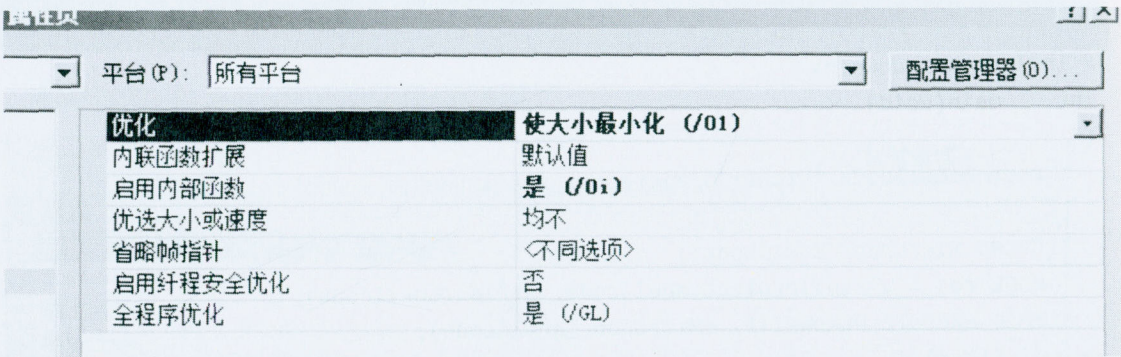 属性页
平台(P): 所有平台 配置管理器(O)...
优化 使大小最小化 (/O1)
内联函数扩展 默认值
启用内部函数 是 (/Oi)
优选大小或速度 均不
省略帧指针 <不同选项>
启用纤程安全优化 否
全程序优化 是 (/GL)